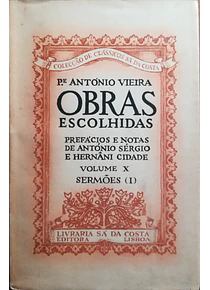 COLECÇÃO DE CLÁSSICOS SÁ DA COSTA
P.E ANTÓNIO VIEIRA
OBRAS
ESCOLHIDAS
PREFÁCIOS E NOTAS
DE ANTÓNIO SÉRGIO
E HERNÂNI CIDADE
VOLUME X
SERMÕES (I)
LIVRARIA SÁ DA COSTA
EDITORA LISBOA